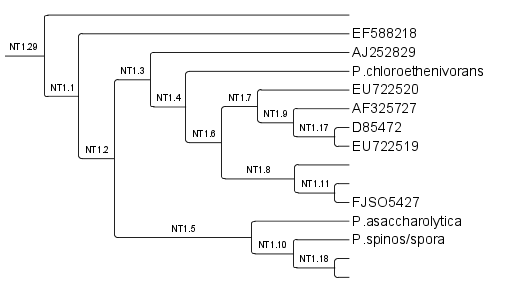 EF588218
NT1.29
AJ252829
NT1.3
P.chloroethenivorans
NT1.1
EU722520
NT1.4
NT1.7
AF325727
NT1.9
D85472
NT1.17
NT1.6
EU722519
NT1.2
NT1.8
NT1.11
FJSO5427
P.asaccharolytica
NT1.5
P.spinos/spora
NT1.10
NT1.18